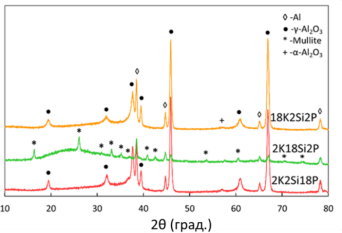 ◊ -Al
● -γ-Al₂O₃
* -Mullite
+ -α-Al₂O₃
18K2Si2P
2K18Si2P
2K2Si18P
10 20 30 40 50 60 70 80
2θ (град.)